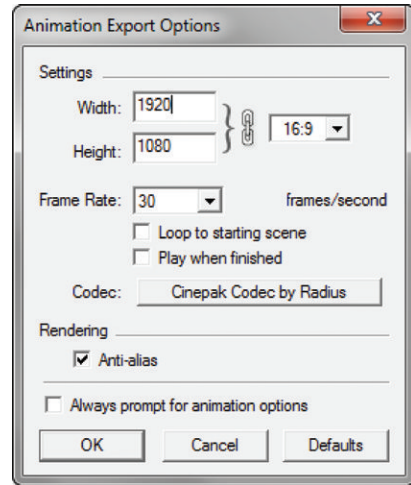 Animation Export Options
Settings
Width: 1920
Height: 1080
16:9
Frame Rate: 30 frames/second
Loop to starting scene
Play when finished
Codec: Cinepak Codec by Radius
Rendering
Anti-alias
Always prompt for animation options
OK Cancel Defaults